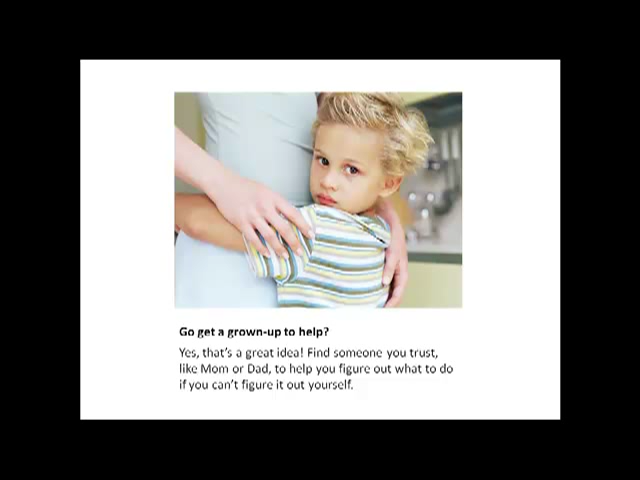 Go get a grown-up to help?
Yes, that's a great idea! Find someone you trust,
like Mom or Dad, to help you figure out what to do
if you can't figure it out yourself.